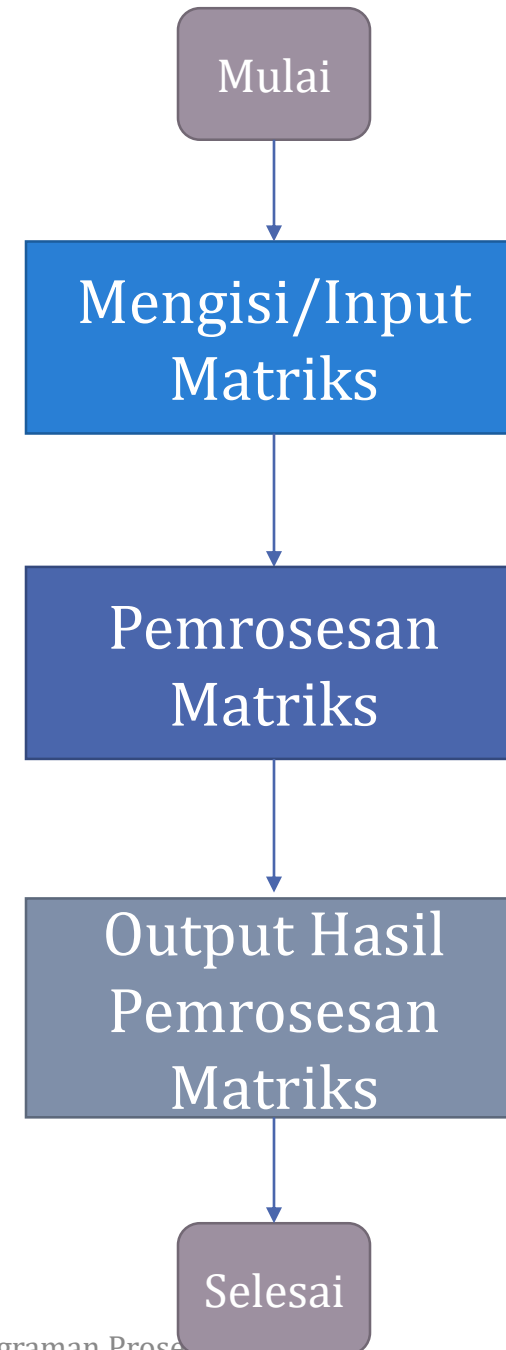 Mulai
Mengisi/Input
Matriks
Pemrosesan
Matriks
Output Hasil
Pemrosesan
Matriks
Selesai